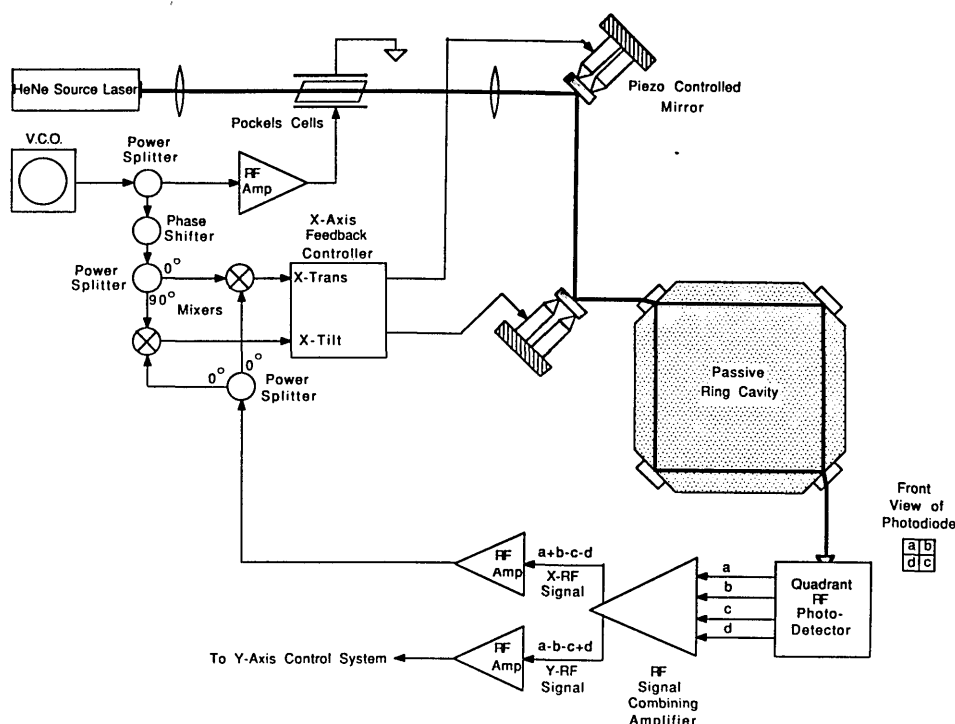 HeNe Source Laser
Pockels Cells
Piezo Controlled
Mirror
V.C.O.
Power
Splitter
RF
Amp
Phase
Shifter
X-Axis
Feedback
Controller
Power
Splitter
0°
90°
Mixers
X-Trans
X-Tilt
0°
0°
Power
Splitter
Passive
Ring Cavity
Front
View of
Photodiode
a b
d c
RF
Amp
a+b-c-d
X-RF
Signal
a
b
c
d
Quadrant
RF
Photo-
Detector
To Y-Axis Control System
RF
Amp
a-b-c+d
Y-RF
Signal
RF
Signal
Combining
Amplifier